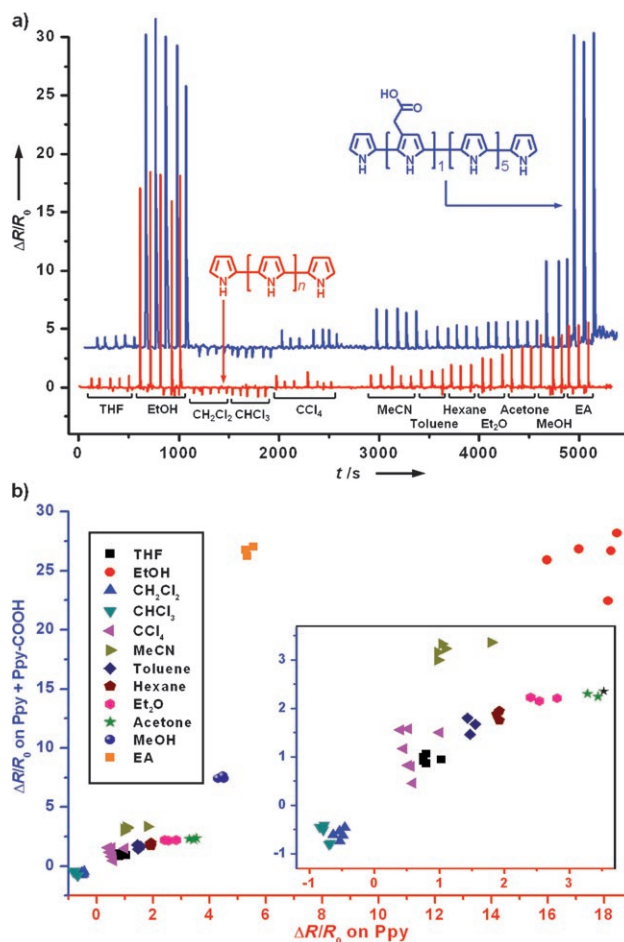 a)
30
25
20
15
10
5
0
ΔR/R₀
HO
O
N
H
N
H
1
N
H
5
N
H
N
H
N
H
n
N
H
THF
EtOH
CH₂Cl₂
CHCl₃
CCl₄
MeCN
Toluene
Hexane
Et₂O
Acetone
MeOH
EA
0 1000 2000 3000 4000 5000
t / s
b)
30
25
20
15
10
5
0
ΔR/R₀ on Ppy + Ppy-COOH
THF
EtOH
CH₂Cl₂
CHCl₃
CCl₄
MeCN
Toluene
Hexane
Et₂O
Acetone
MeOH
EA
3
2
1
0
-1
-1 0 1 2 3
0 2 4 6 8 10 12 14 16 18
ΔR/R₀ on Ppy